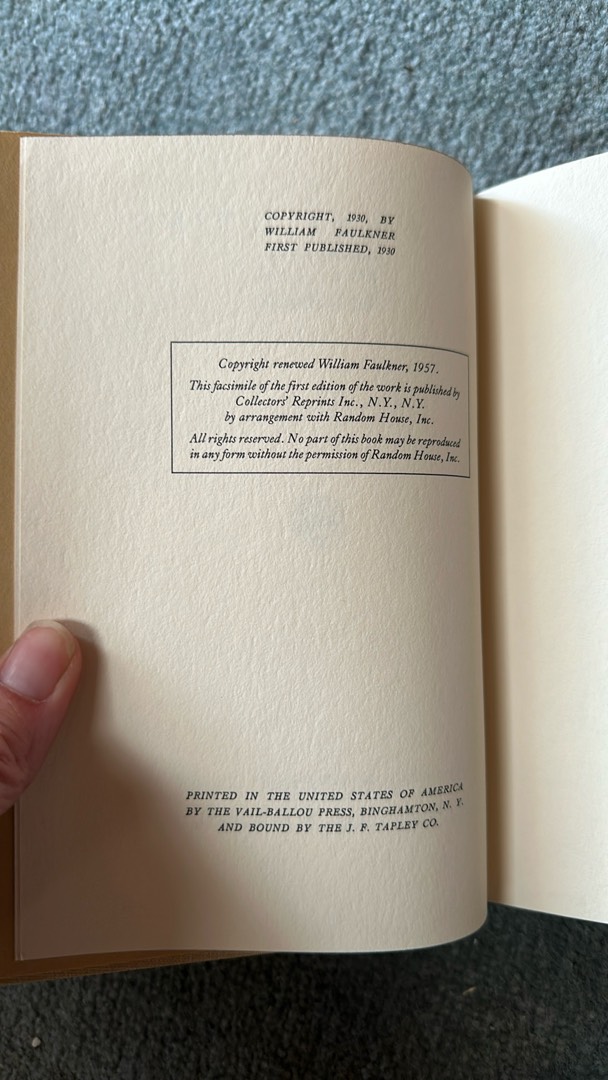 COPYRIGHT, 1930, BY
WILLIAM FAULKNER
FIRST PUBLISHED, 1930
Copyright renewed William Faulkner, 1957.
This facsimile of the first edition of the work is published by
Collectors' Reprints Inc., N.Y., N.Y.
by arrangement with Random House, Inc.
All rights reserved. No part of this book may be reproduced
in any form without the permission of Random House, Inc.
PRINTED IN THE UNITED STATES OF AMERICA
BY THE VAIL-BALLOU PRESS, BINGHAMTON, N. Y.
AND BOUND BY THE J. F. TAPLEY CO.